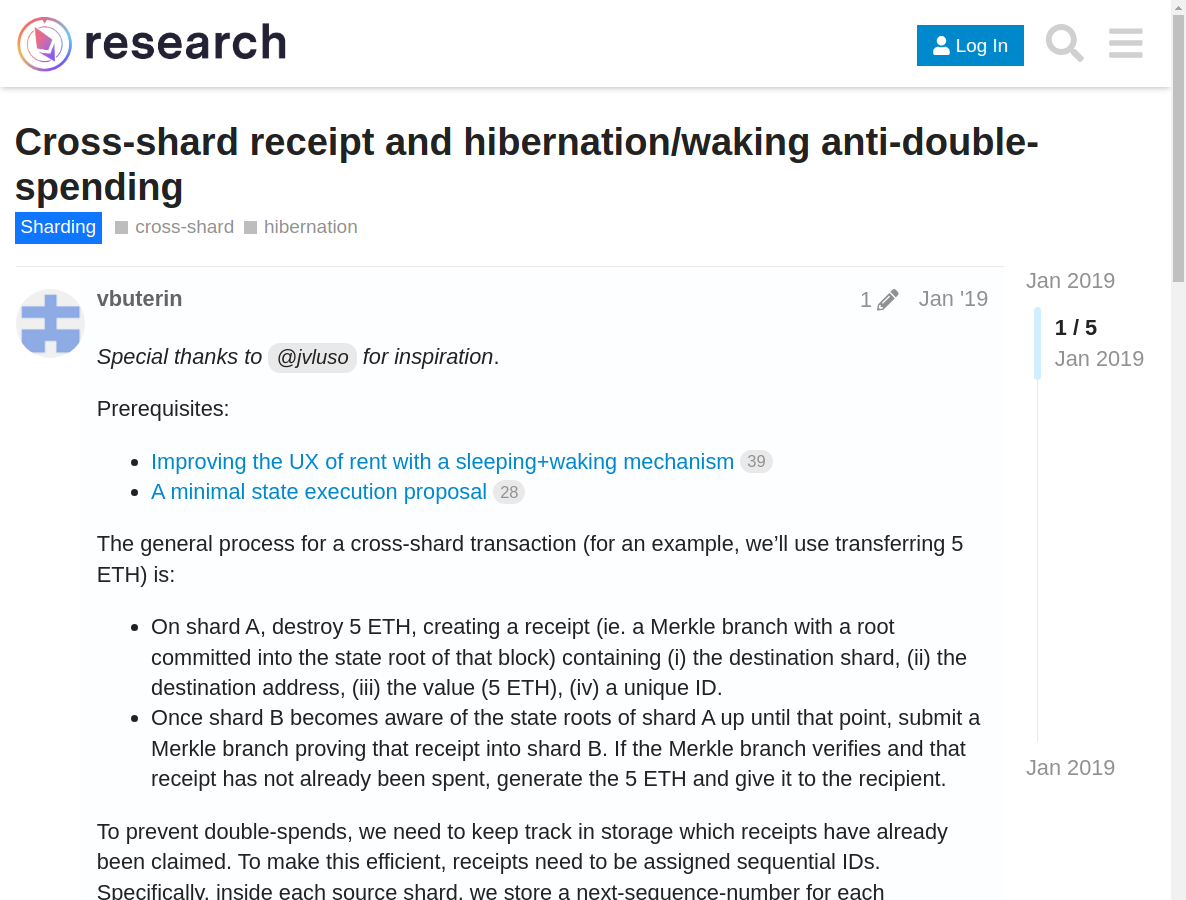 research
Log In
Cross-shard receipt and hibernation/waking anti-double-
spending
Sharding cross-shard hibernation
vbuterin 1 Jan '19
Special thanks to @jvluso for inspiration.
Prerequisites:
Improving the UX of rent with a sleeping+waking mechanism 39
A minimal state execution proposal 28
The general process for a cross-shard transaction (for an example, we’ll use transferring 5
ETH) is:
On shard A, destroy 5 ETH, creating a receipt (ie. a Merkle branch with a root
committed into the state root of that block) containing (i) the destination shard, (ii) the
destination address, (iii) the value (5 ETH), (iv) a unique ID.
Once shard B becomes aware of the state roots of shard A up until that point, submit a
Merkle branch proving that receipt into shard B. If the Merkle branch verifies and that
receipt has not already been spent, generate the 5 ETH and give it to the recipient.
To prevent double-spends, we need to keep track in storage which receipts have already
been claimed. To make this efficient, receipts need to be assigned sequential IDs.
Specifically, inside each source shard, we store a next-sequence-number for each
Jan 2019
1 / 5
Jan 2019
Jan 2019